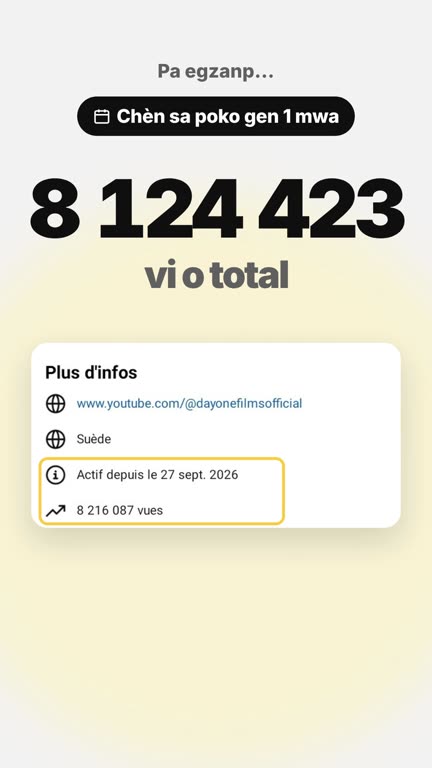 Pa egzanp...
Chèn sa poko gen 1 mwa
8 124 423
vi o total
Plus d'infos
www.youtube.com/@dayonefilmsofficial
Suède
Actif depuis le 27 sept. 2026
8 216 087 vues